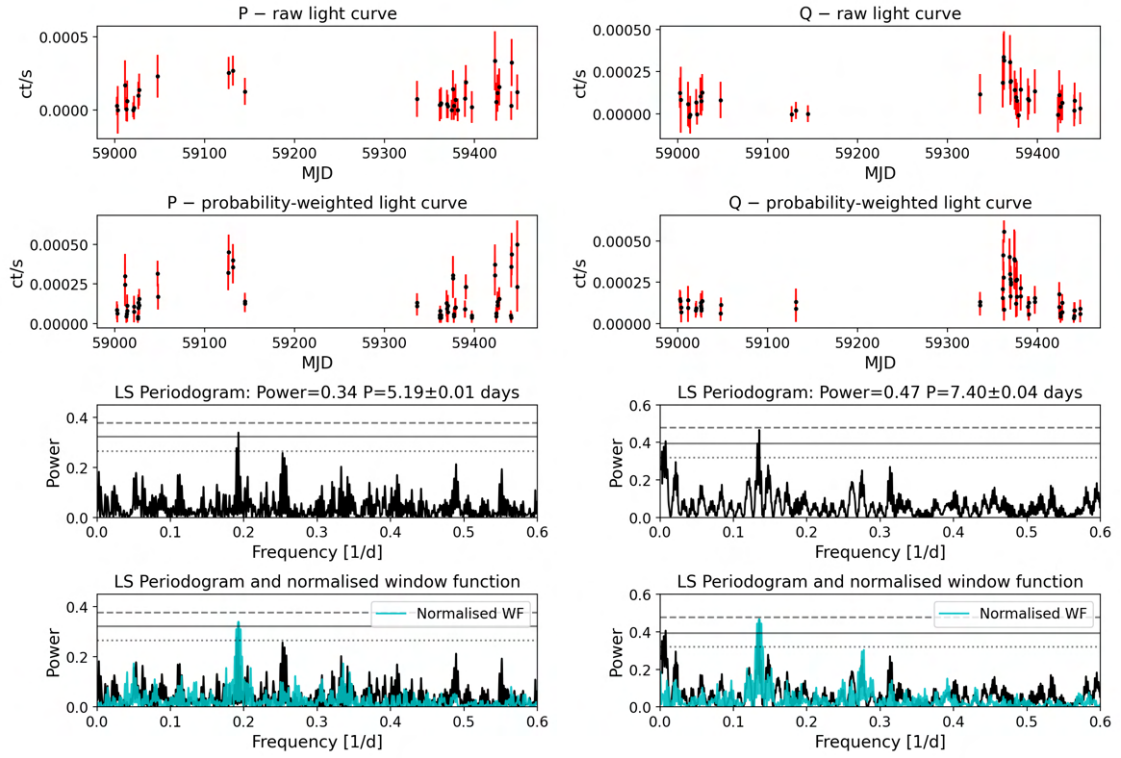 P − raw light curve
0.0005
0.0000
ct/s
59000 59100 59200 59300 59400
MJD
Q − raw light curve
0.00050
0.00025
0.00000
ct/s
59000 59100 59200 59300 59400
MJD
P − probability-weighted light curve
0.00050
0.00025
0.00000
ct/s
59000 59100 59200 59300 59400
MJD
Q − probability-weighted light curve
0.00050
0.00025
0.00000
ct/s
59000 59100 59200 59300 59400
MJD
LS Periodogram: Power=0.34 P=5.19±0.01 days
0.4
0.2
0.0
Power
0.0 0.1 0.2 0.3 0.4 0.5 0.6
Frequency [1/d]
LS Periodogram: Power=0.47 P=7.40±0.04 days
0.6
0.4
0.2
0.0
Power
0.0 0.1 0.2 0.3 0.4 0.5 0.6
Frequency [1/d]
LS Periodogram and normalised window function
Normalised WF
0.4
0.2
0.0
Power
0.0 0.1 0.2 0.3 0.4 0.5 0.6
Frequency [1/d]
LS Periodogram and normalised window function
Normalised WF
0.6
0.4
0.2
0.0
Power
0.0 0.1 0.2 0.3 0.4 0.5 0.6
Frequency [1/d]